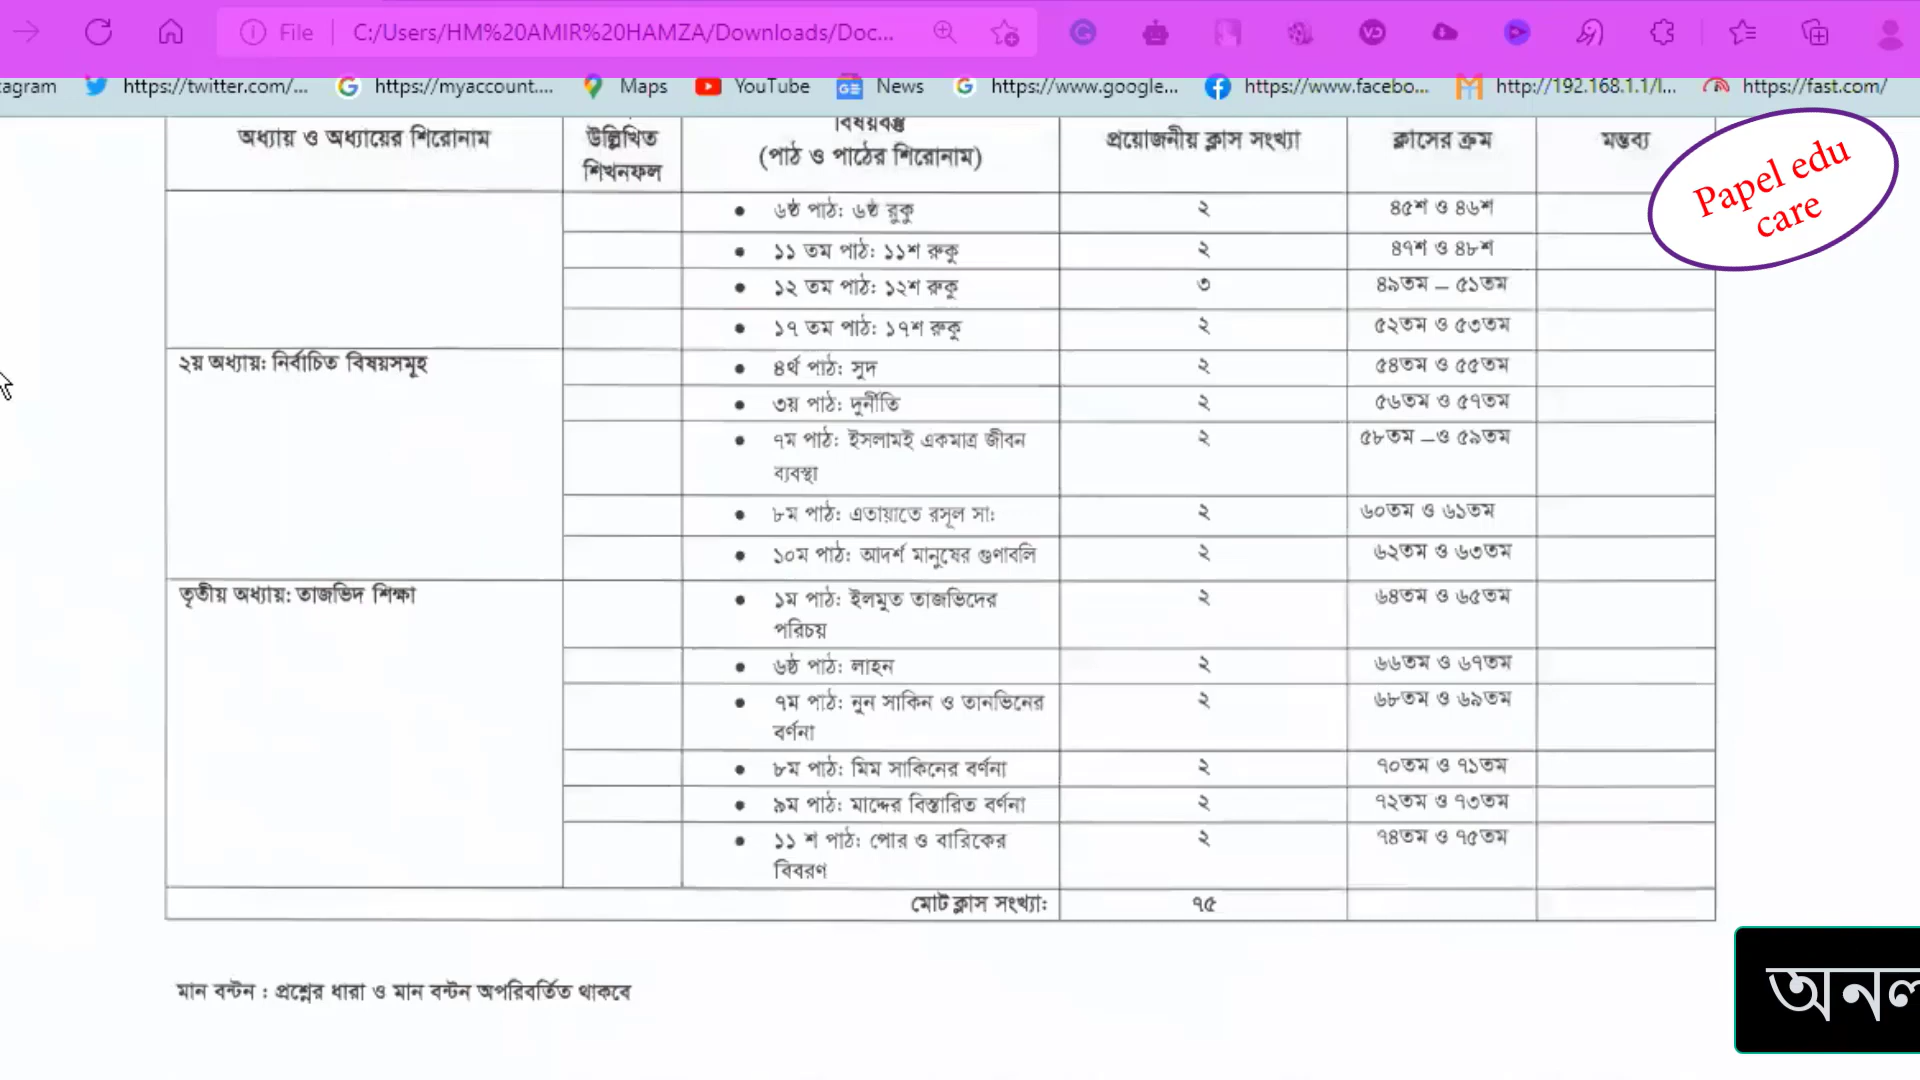 File
C:/Users/HM%20AMIR%20HAMZA/Downloads/Doc...
tagram
https://twitter.com/...
https://myaccount....
Maps
YouTube
News
https://www.google...
https://www.facebo...
http://192.168.1.1/l...
https://fast.com/
অধ্যায় ও অধ্যায়ের শিরোনাম
উল্লিখিত
শিখনফল
বিষয়বস্তু
(পাঠ ও পাঠের শিরোনাম)
প্রয়োজনীয় ক্লাস সংখ্যা
ক্লাসের ক্রম
মন্তব্য
Papel edu
care
• ৬ষ্ঠ পাঠ: ৬ষ্ঠ রুকু ২ ৪৫শ ও ৪৬শ
• ১১ তম পাঠ: ১১শ রুকু ২ ৪৭শ ও ৪৮শ
• ১২ তম পাঠ: ১২শ রুকু ৩ ৪৯তম – ৫১তম
• ১৭ তম পাঠ: ১৭শ রুকু ২ ৫২তম ও ৫৩তম
২য় অধ্যায়: নির্বাচিত বিষয়সমূহ • ৪র্থ পাঠ: সুদ ২ ৫৪তম ও ৫৫তম
• ৩য় পাঠ: দুর্নীতি ২ ৫৬তম ও ৫৭তম
• ৭ম পাঠ: ইসলামই একমাত্র জীবন ২ ৫৮তম –ও ৫৯তম
ব্যবস্থা
• ৮ম পাঠ: এতায়াতে রসূল সা: ২ ৬০তম ও ৬১তম
• ১০ম পাঠ: আদর্শ মানুষের গুণাবলি ২ ৬২তম ও ৬৩তম
তৃতীয় অধ্যায়: তাজভিদ শিক্ষা • ১ম পাঠ: ইলমুত তাজভিদের ২ ৬৪তম ও ৬৫তম
পরিচয়
• ৬ষ্ঠ পাঠ: লাহন ২ ৬৬তম ও ৬৭তম
• ৭ম পাঠ: নুন সাকিন ও তানভিনের ২ ৬৮তম ও ৬৯তম
বর্ণনা
• ৮ম পাঠ: মিম সাকিনের বর্ণনা ২ ৭০তম ও ৭১তম
• ৯ম পাঠ: মাদ্দের বিস্তারিত বর্ণনা ২ ৭২তম ও ৭৩তম
• ১১ শ পাঠ: পোর ও বারিকের ২ ৭৪তম ও ৭৫তম
বিবরণ
মোট ক্লাস সংখ্যা: ৭৫
মান বন্টন : প্রশ্নের ধারা ও মান বন্টন অপরিবর্তিত থাকবে
অনল